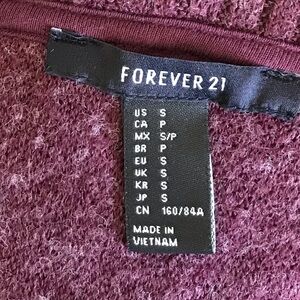 FOREVER 21
US S
CA P
MX S/P
BR P
EU S
UK S
KR S
JP S
CN 160/84A
MADE IN
VIETNAM